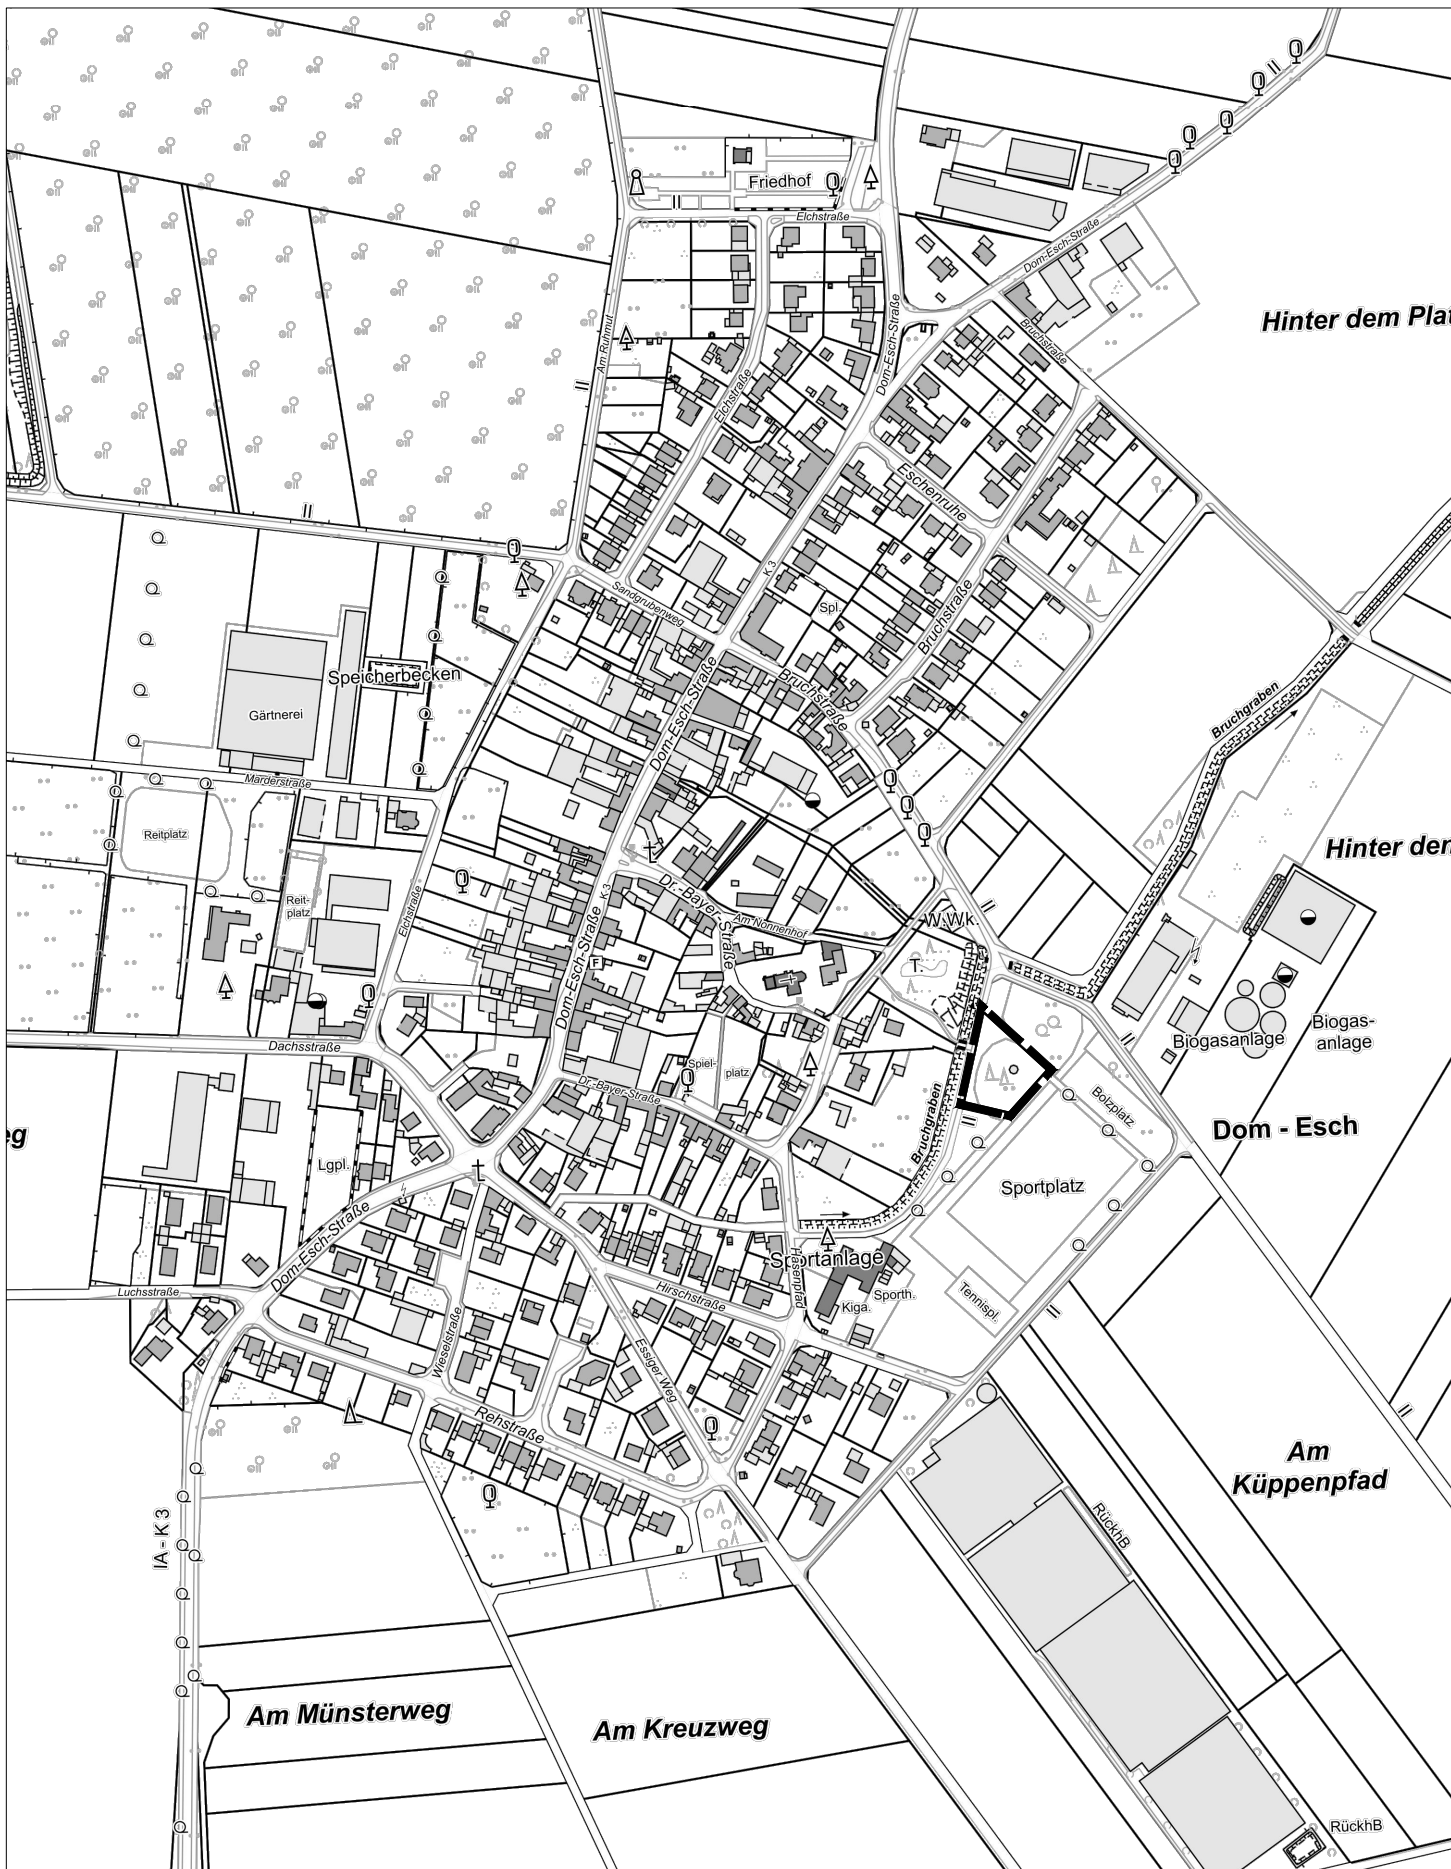 Friedhof
Elchstraße
Dom-Esch-Straße
Hinter dem Plat
Bruchstraße
Dom-Esch-Straße
Am Ruhmut
Elchstraße
Eschenruhe
K 3
Sandgrubenweg
Spl.
Bruchstraße
Speicherbecken
Gärtnerei
Dom-Esch-Straße
Bruchstraße
Bruchgraben
Marderstraße
Reitplatz
Hinter der
Reit-
platz
Elchstraße
K 3
Dr.-Bayer-Straße
Am Nonnenhof
W.Wk.
T.
Dom-Esch-Straße
F
Biogasanlage
Biogas-
anlage
Dachsstraße
Spiel-
platz
Dr.-Bayer-Straße
Bruchgraben
Bolzplatz
Dom - Esch
eg
Lgpl.
Sportplatz
Dom-Esch-Straße
Sportanlage
Hasenpfad
Luchsstraße
Hirschstraße
Kiga.
Sporth.
Tennispl.
Wieselstraße
Essiger Weg
Rehstraße
Am
Küppenpfad
IA - K 3
RückhB
Am Münsterweg
Am Kreuzweg
RückhB